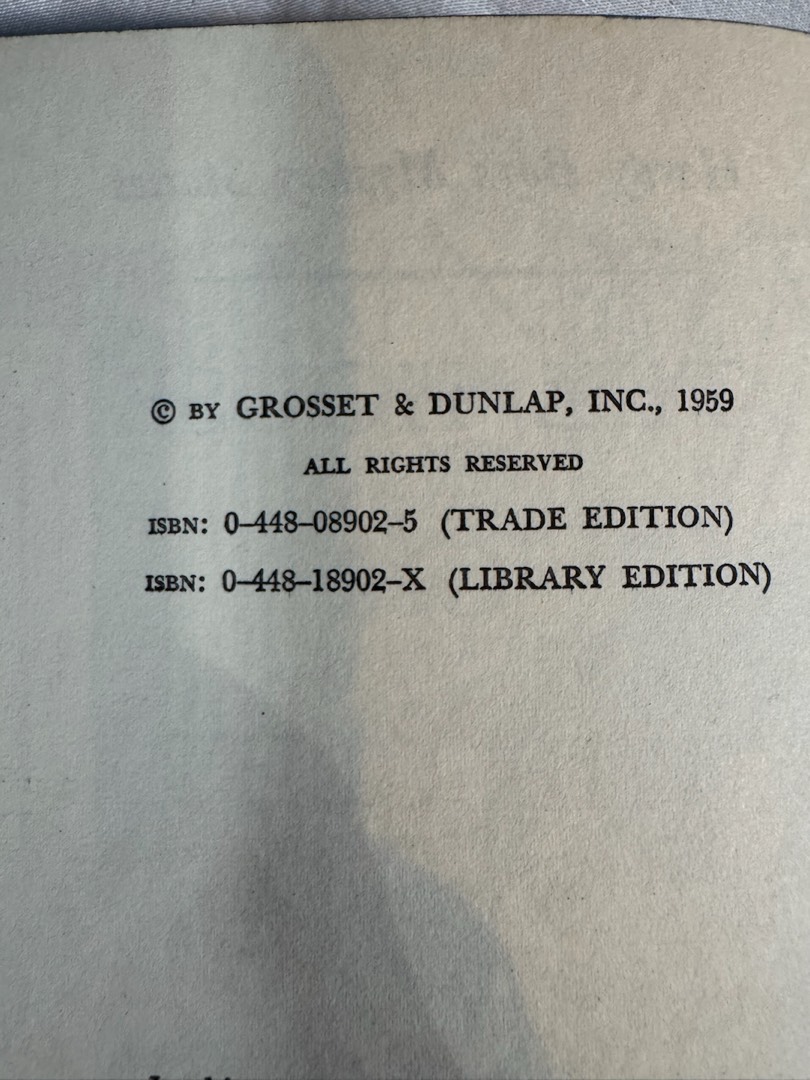 © BY GROSSET & DUNLAP, INC., 1959
ALL RIGHTS RESERVED
ISBN: 0-448-08902-5 (TRADE EDITION)
ISBN: 0-448-18902-X (LIBRARY EDITION)